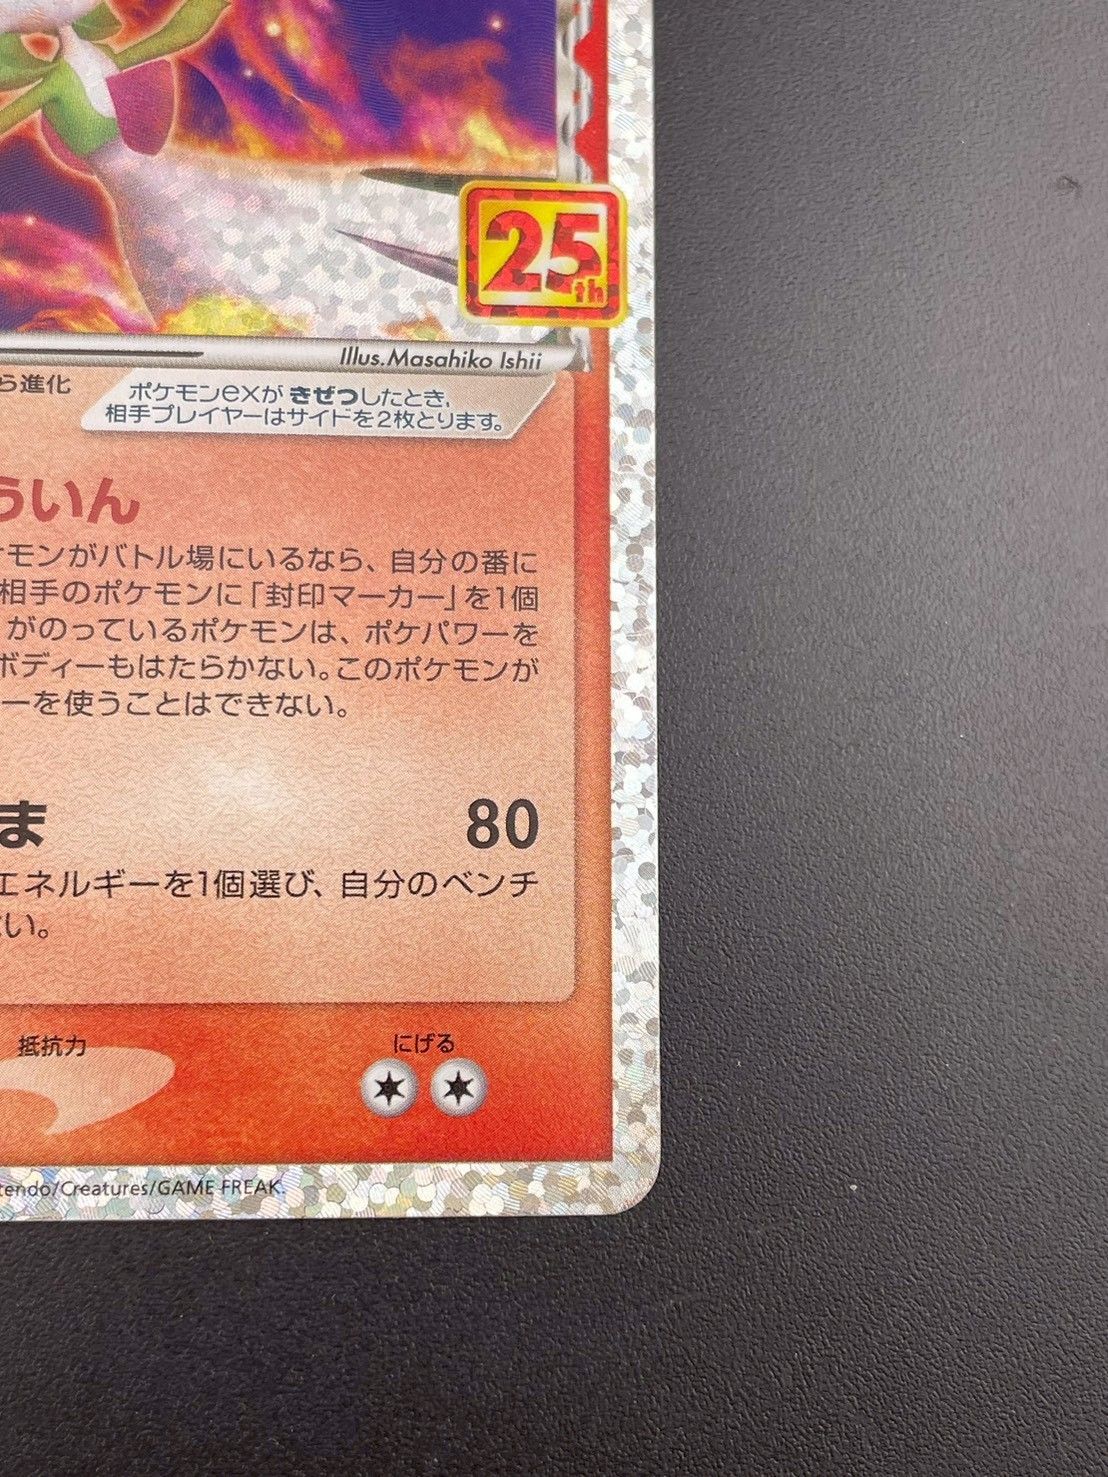 25th
Illus.Masahiko Ishii
ら進化
ポケモンexが きぜつしたとき、
相手プレイヤーはサイドを2枚とります。
ういん
ケモンがバトル場にいるなら、自分の番に
相手のポケモンに「封印マーカー」を1個
」がのっているポケモンは、ポケパワーを
ボディーもはたらかない。このポケモンが
ーを使うことはできない。
ま 80
エネルギーを1個選び、自分のベンチ
い。
抵抗力 にげる
tendo/Creatures/GAME FREAK.